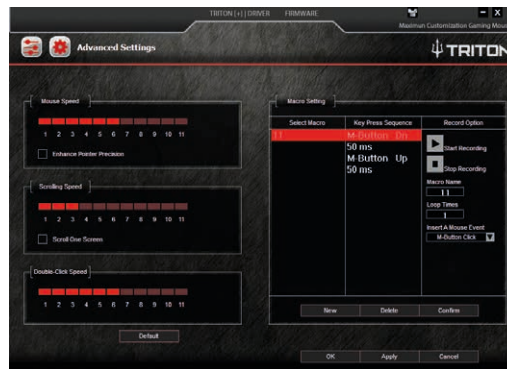 TRITON [+] | DRIVER FIRMWARE
X
Maximun Customization Gaming Mouse
Advanced Settings
TRITON
Mouse Speed
1 2 3 4 5 6 7 8 9 10 11
Enhance Pointer Precision
Scrolling Speed
1 2 3 4 5 6 7 8 9 10 11
Scroll One Screen
Double-Click Speed
1 2 3 4 5 6 7 8 9 10 11
Default
Macro Setting
Select Macro Key Press Sequence Record Option
11 M-Button Dn
50 ms
M-Button Up
50 ms
Start Recording
Stop Recording
Macro Name
11
Loop Times
1
Insert A Mouse Event
M-Button Click
New Delete Confirm
OK Apply Cancel